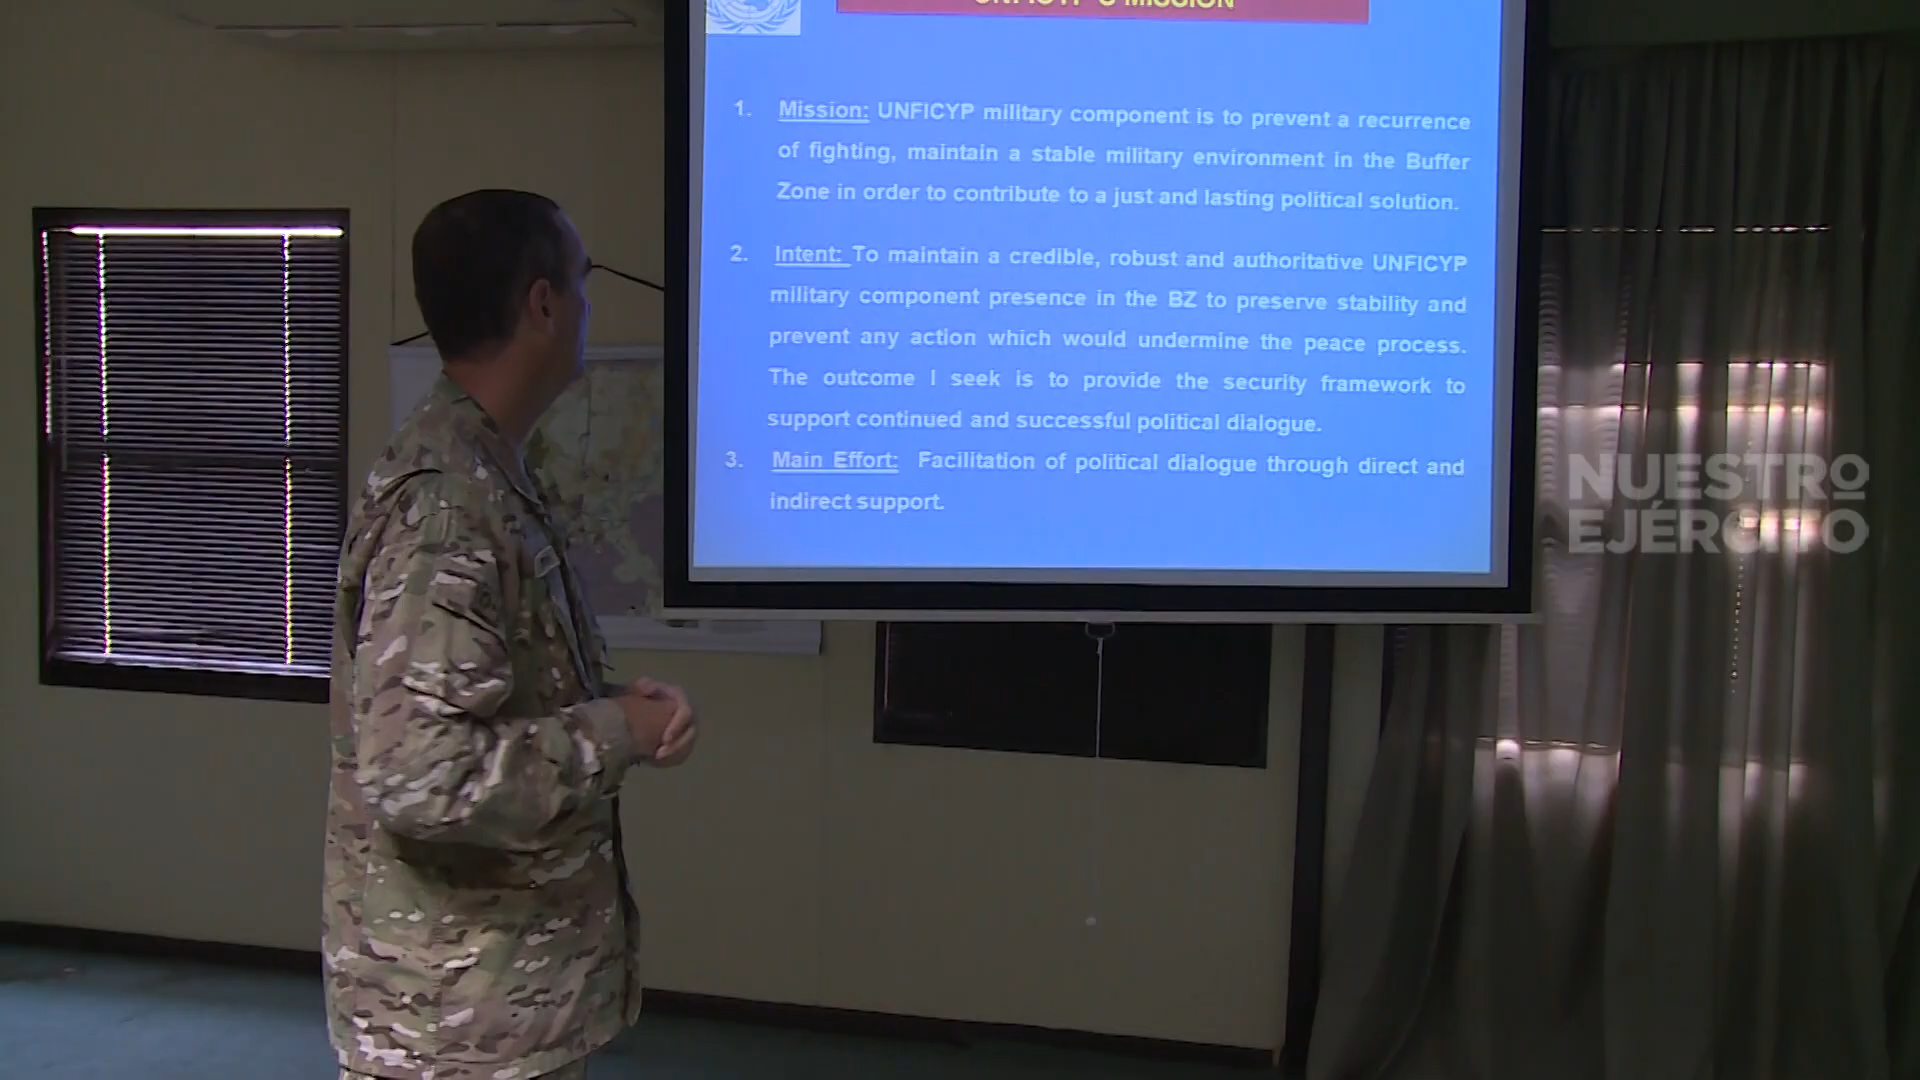 UNFICYP'S MISSION
1. Mission: UNFICYP military component is to prevent a recurrence
of fighting, maintain a stable military environment in the Buffer
Zone in order to contribute to a just and lasting political solution.
2. Intent: To maintain a credible, robust and authoritative UNFICYP
military component presence in the BZ to preserve stability and
prevent any action which would undermine the peace process.
The outcome I seek is to provide the security framework to
support continued and successful political dialogue.
3. Main Effort: Facilitation of political dialogue through direct and
indirect support.
NUESTRO
EJÉRCITO